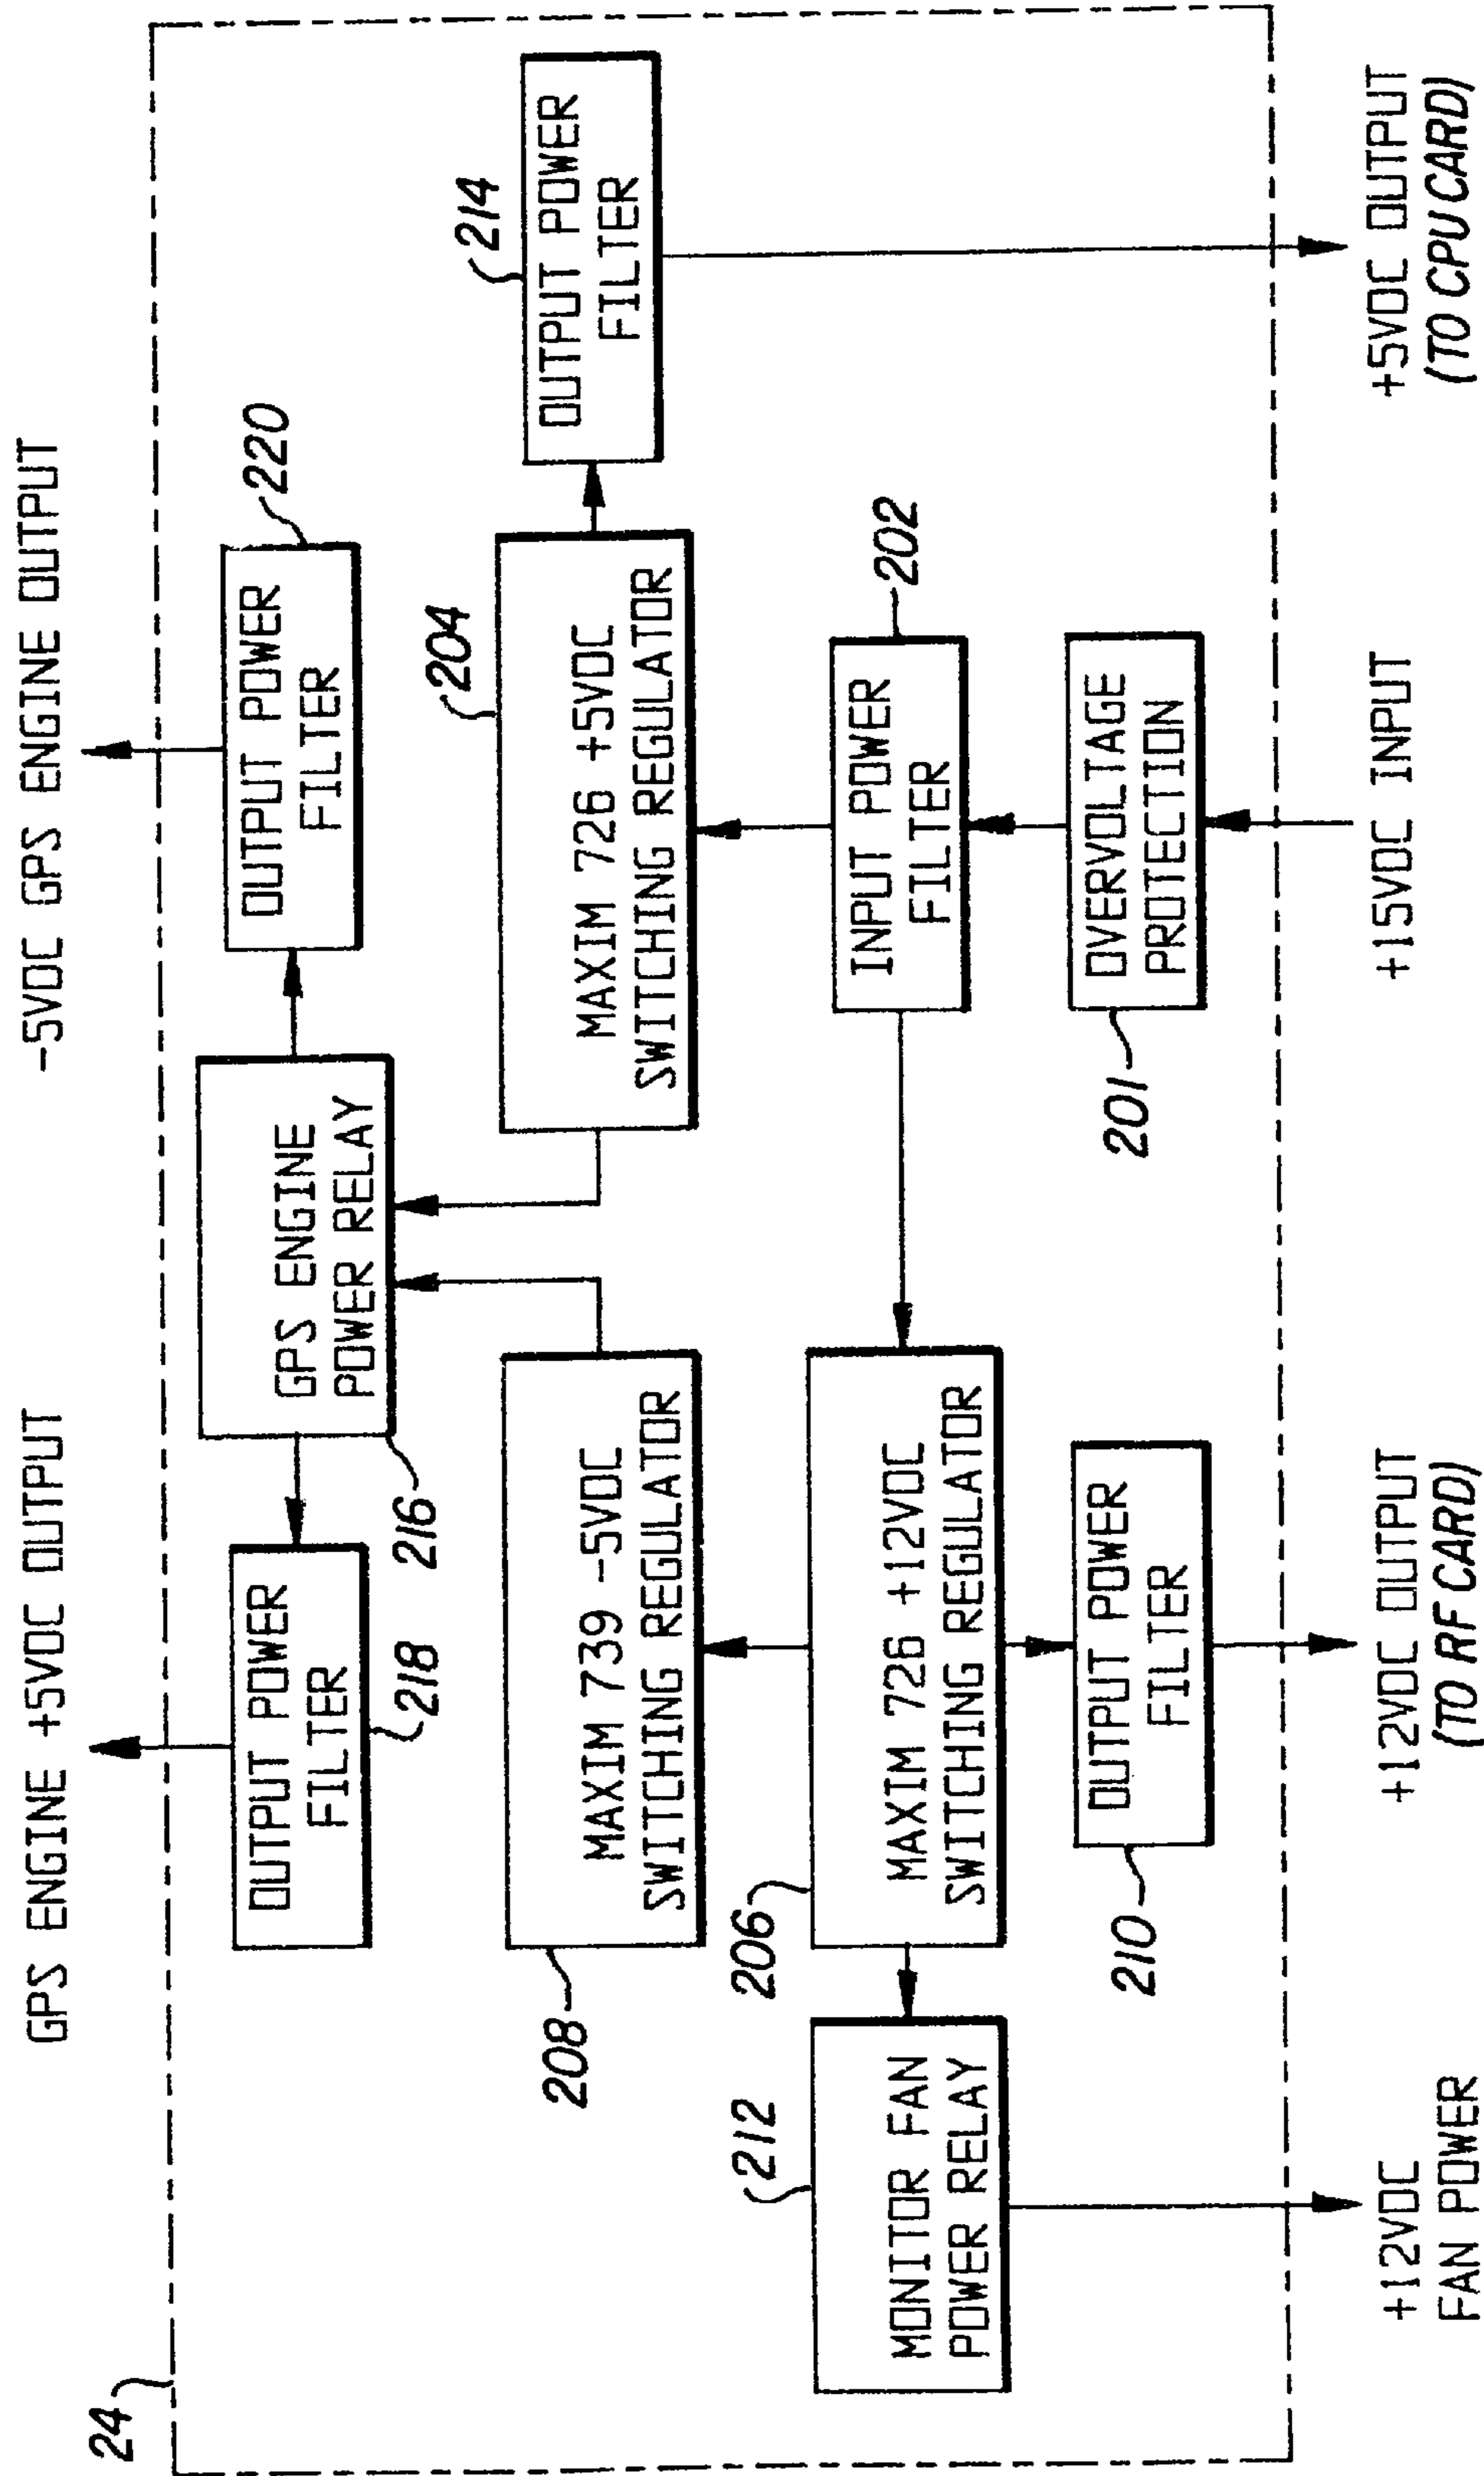 24
GPS ENGINE +5VDC OUTPUT
-5VDC GPS ENGINE OUTPUT
OUTPUT POWER
FILTER
218
GPS ENGINE
POWER RELAY
216
OUTPUT POWER
FILTER
220
208
MAXIM 739 -5VDC
SWITCHING REGULATOR
204
MAXIM 726 +5VDC
SWITCHING REGULATOR
214
OUTPUT POWER
FILTER
212
MONITOR FAN
POWER RELAY
206
MAXIM 726 +12VDC
SWITCHING REGULATOR
INPUT POWER
FILTER
202
210
OUTPUT POWER
FILTER
201
OVERVOLTAGE
PROTECTION
+12VDC
FAN POWER
+12VDC OUTPUT
(TO RF CARD)
+15VDC INPUT
+5VDC OUTPUT
(TO CPU CARD)